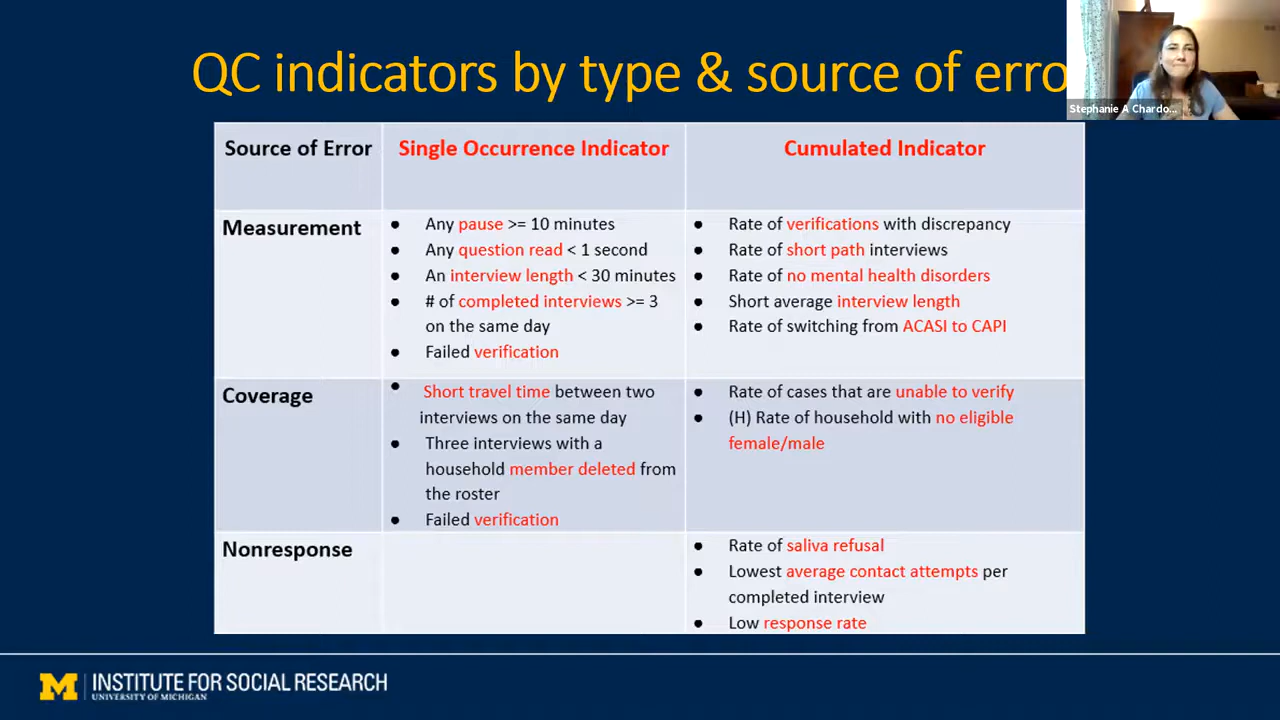 QC indicators by type & source of erro
Stephanie A Chardo...
Source of Error
Single Occurrence Indicator
Cumulated Indicator
Measurement
● Any pause >= 10 minutes
● Any question read < 1 second
● An interview length < 30 minutes
● # of completed interviews >= 3
on the same day
● Failed verification
● Rate of verifications with discrepancy
● Rate of short path interviews
● Rate of no mental health disorders
● Short average interview length
● Rate of switching from ACASI to CAPI
Coverage
● Short travel time between two
interviews on the same day
● Three interviews with a
household member deleted from
the roster
● Failed verification
● Rate of cases that are unable to verify
● (H) Rate of household with no eligible
female/male
Nonresponse
● Rate of saliva refusal
● Lowest average contact attempts per
completed interview
● Low response rate
M INSTITUTE FOR SOCIAL RESEARCH
UNIVERSITY OF MICHIGAN